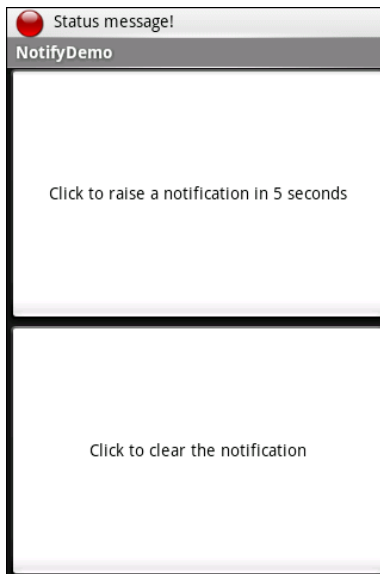 Status message!
NotifyDemo
Click to raise a notification in 5 seconds
Click to clear the notification